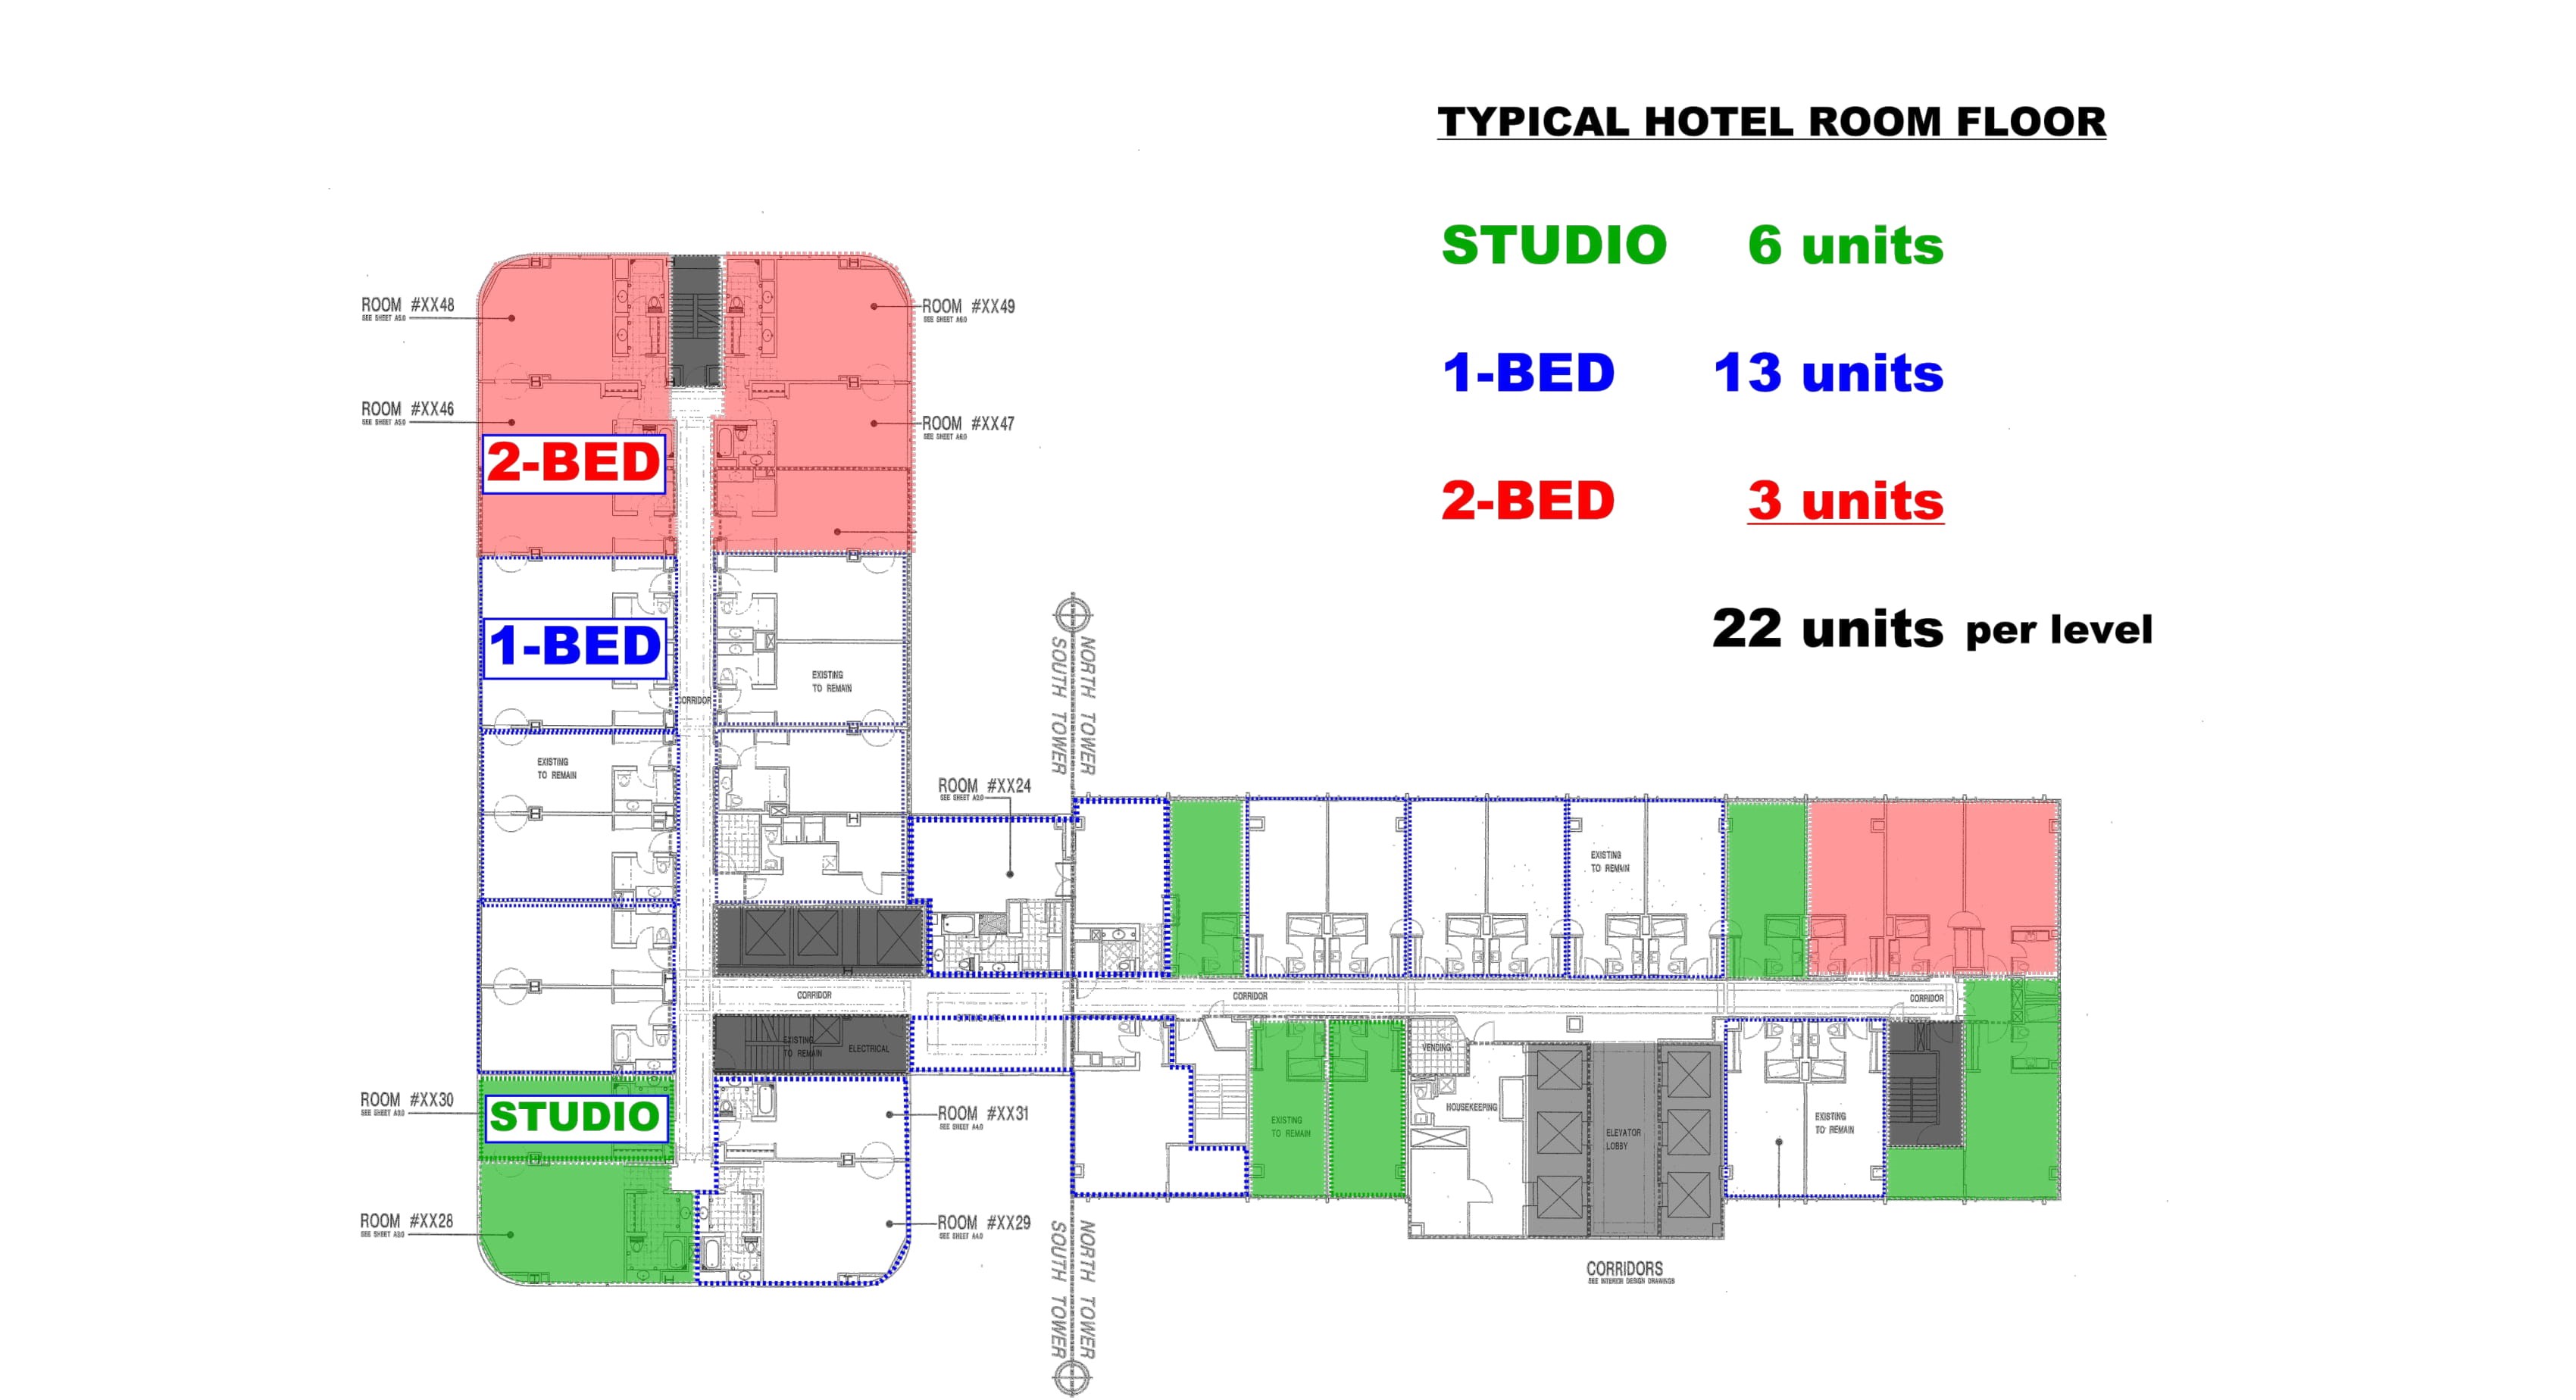 TYPICAL HOTEL ROOM FLOOR
STUDIO 6 units
1-BED 13 units
2-BED 3 units
22 units per level
ROOM #XX48
SEE SHEET A5.0
ROOM #XX49
SEE SHEET A6.0
ROOM #XX46
SEE SHEET A5.0
ROOM #XX47
SEE SHEET A6.0
2-BED
1-BED
EXISTING
TO REMAIN
CORRIDOR
SOUTH TOWER
NORTH TOWER
EXISTING
TO REMAIN
ROOM #XX24
SEE SHEET A2.0
EXISTING
TO REMAIN
CORRIDOR
CORRIDOR
CORRIDOR
SITTING AREA
EXISTING
TO REMAIN
ELECTRICAL
VENDING
HOUSEKEEPING
ELEVATOR
LOBBY
EXISTING
TO REMAIN
EXISTING
TO REMAIN
ROOM #XX30
SEE SHEET A3.0
STUDIO
ROOM #XX31
SEE SHEET A4.0
ROOM #XX28
SEE SHEET A3.0
ROOM #XX29
SEE SHEET A4.0
SOUTH TOWER
NORTH TOWER
CORRIDORS
SEE INTERIOR DESIGN DRAWINGS